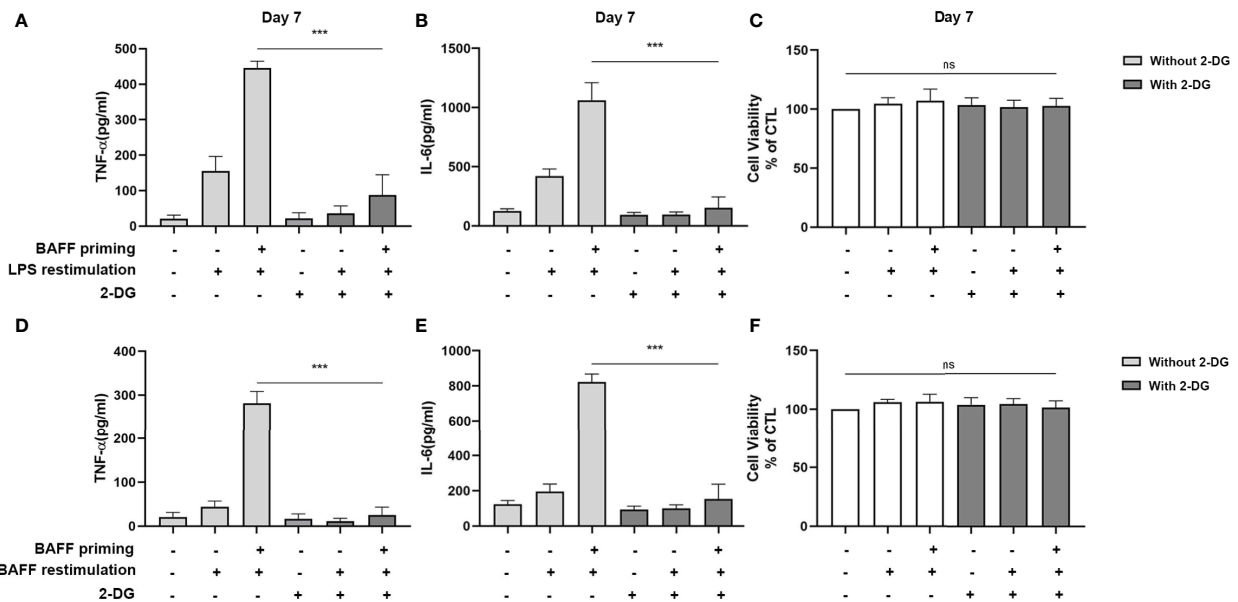 A
Day 7
TNF-α(pg/ml)
500
400
300
200
100
0
***
B
Day 7
IL-6(pg/ml)
1500
1000
500
0
***
C
Day 7
Cell Viability
% of CTL
150
100
50
0
ns
Without 2-DG
With 2-DG
BAFF priming - - + - - + - - + - - + - - + - - +
LPS restimulation - + + - + + - + + - + + - + + - + +
2-DG - - - + + + - - - + + + - - - + + +
D
TNF-α(pg/ml)
400
300
200
100
0
***
E
IL-6(pg/ml)
1000
800
600
400
200
0
***
F
Cell Viability
% of CTL
150
100
50
0
ns
Without 2-DG
With 2-DG
BAFF priming - - + - - + - - + - - + - - + - - +
BAFF restimulation - + + - + + - + + - + + - + + - + +
2-DG - - - + + + - - - + + + - - - + + +